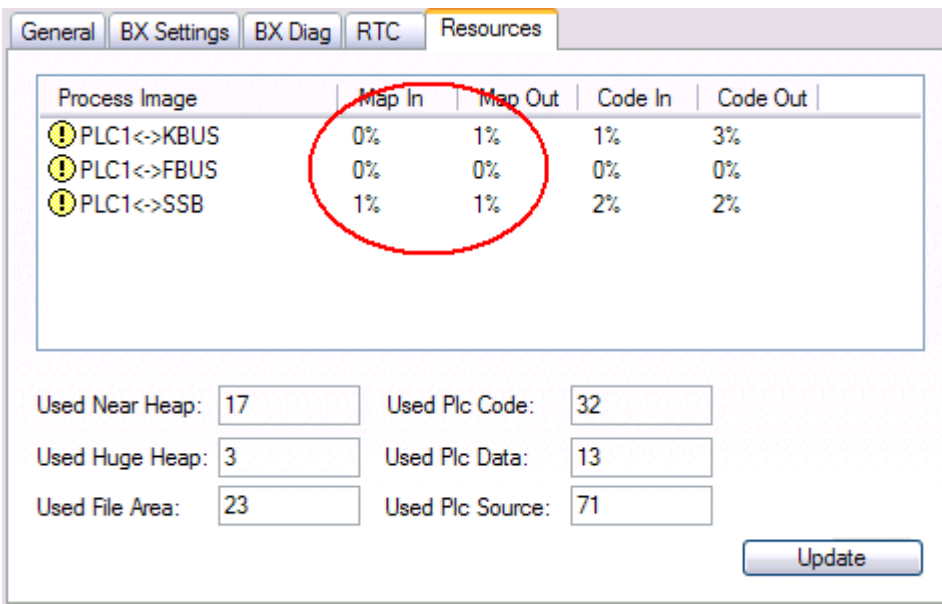 General BX Settings BX Diag RTC Resources
Process Image Map In Map Out Code In Code Out
PLC1<->KBUS 0% 1% 1% 3%
PLC1<->FBUS 0% 0% 0% 0%
PLC1<->SSB 1% 1% 2% 2%
Used Near Heap: 17 Used Plc Code: 32
Used Huge Heap: 3 Used Plc Data: 13
Used File Area: 23 Used Plc Source: 71
Update